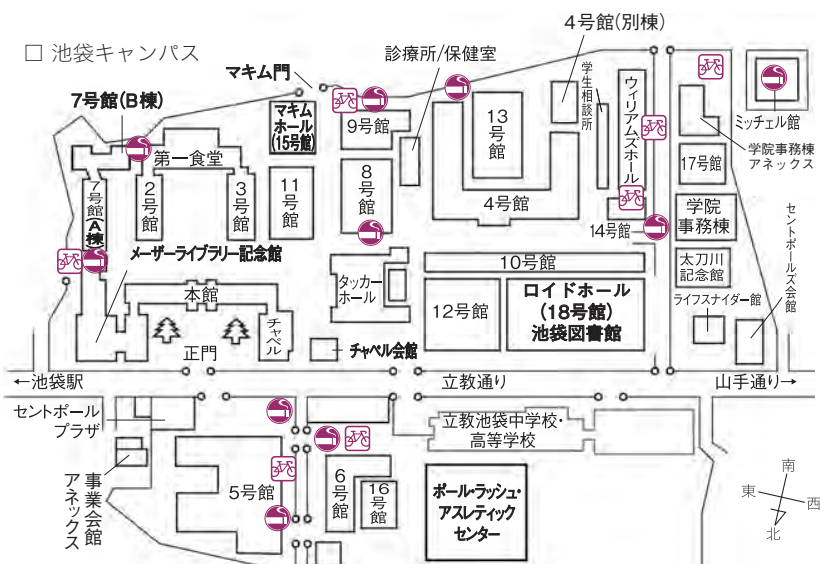 □ 池袋キャンパス
4号館(別棟)
診療所/保健室
マキム門
学生相談所
ウィリアムズホール
7号館(B棟)
マキム
ホール
(15号館)
9号館
13号館
ミッチェル館
学院事務棟
アネックス
第一食堂
17号館
7号館(A棟)
2号館
3号館
11号館
8号館
4号館
14号館
学院
事務棟
セントポールズ会館
メーザーライブラリー記念館
10号館
太刀川
記念館
本館
タッカー
ホール
12号館
ロイドホール
(18号館)
池袋図書館
ライフスナイダー館
チャペル
チャペル会館
正門
←池袋駅
立教通り
山手通り→
セントポール
プラザ
立教池袋中学校・
高等学校
事業会館
アネックス
5号館
6号館
16号館
ポール・ラッシュ・
アスレティック
センター
南
東
西
北